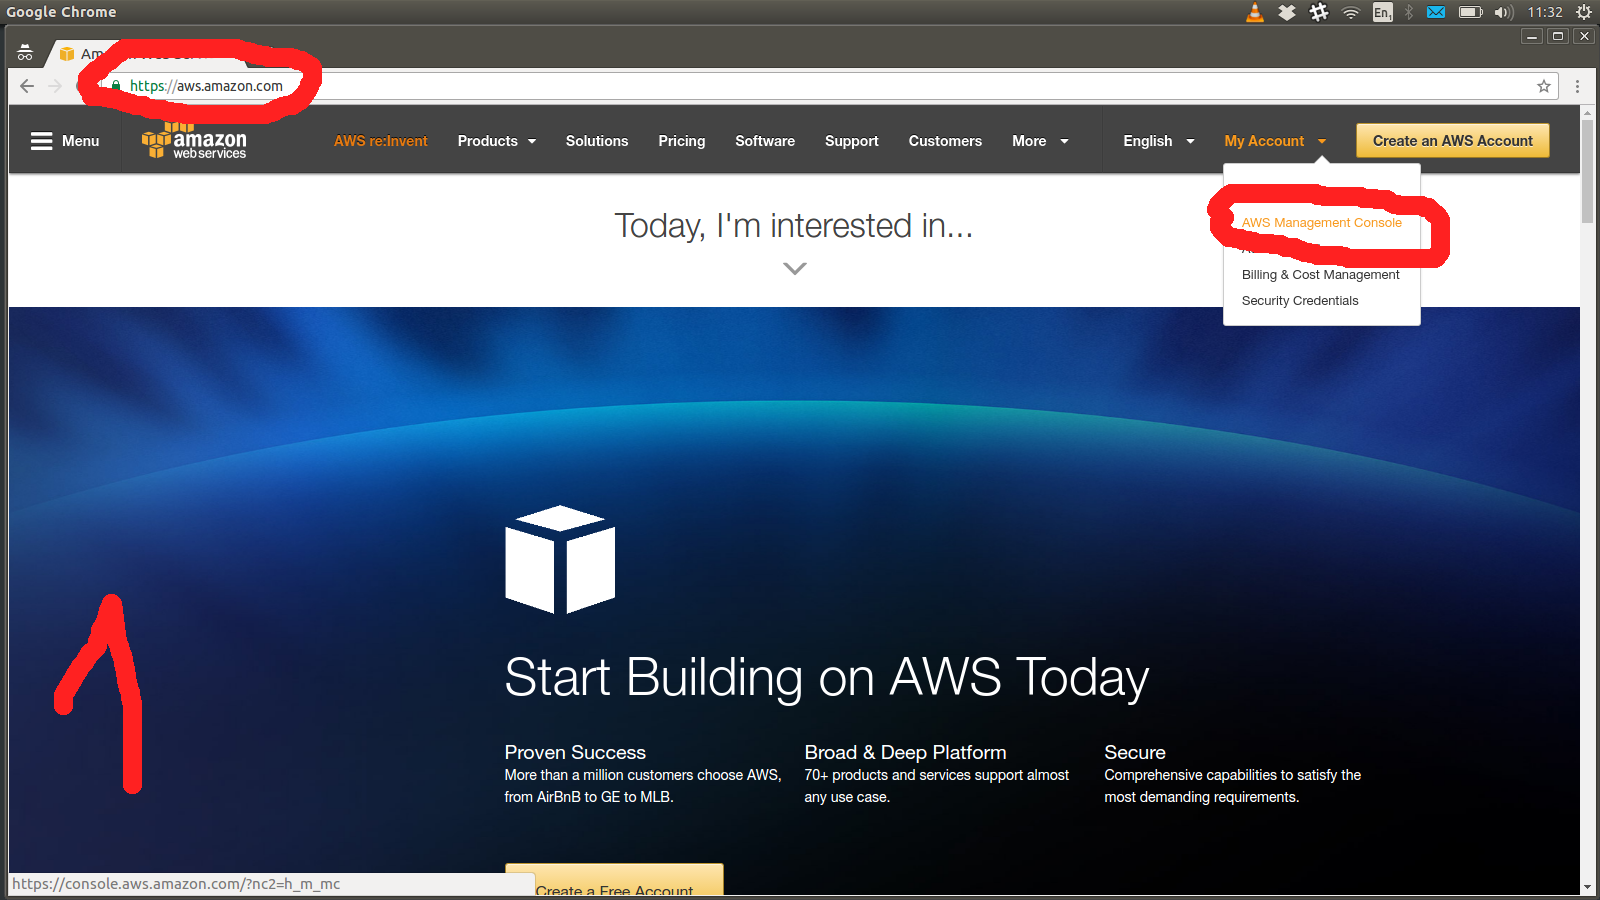 Google Chrome
En1 11:32
https://aws.amazon.com
Menu
amazon
web services
AWS re:Invent Products Solutions Pricing Software Support Customers More English My Account Create an AWS Account
AWS Management Console
Billing & Cost Management
Security Credentials
Today, I'm interested in...
1
Start Building on AWS Today
Proven Success
More than a million customers choose AWS,
from AirBnB to GE to MLB.
Broad & Deep Platform
70+ products and services support almost
any use case.
Secure
Comprehensive capabilities to satisfy the
most demanding requirements.
Create a Free Account
https://console.aws.amazon.com/?nc2=h_m_mc